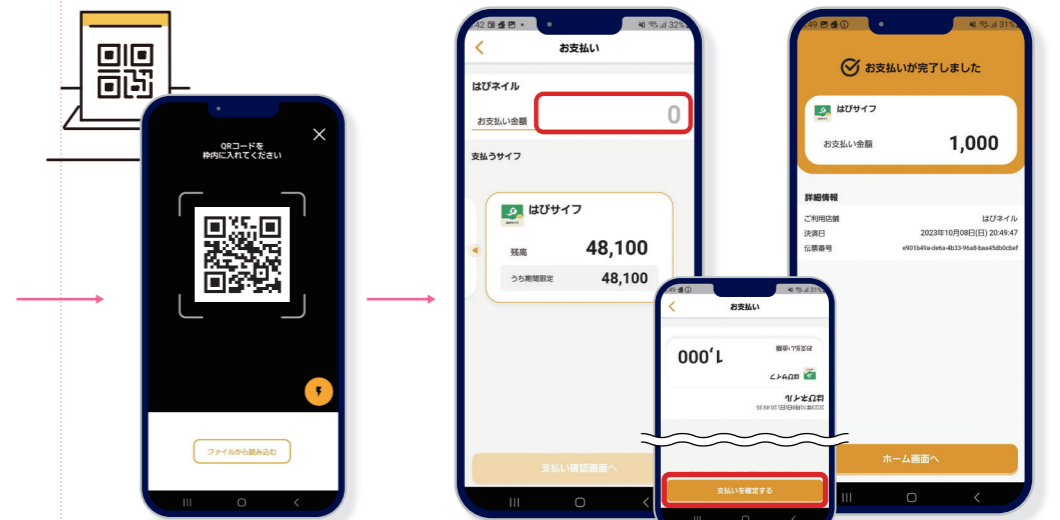 QRコードを
枠内に入れてください
ファイルから読み込む
お支払い
はぴネイル
お支払い金額
0
支払うサイフ
はぴサイフ
残高
48,100
うち期間限定
48,100
支払い確認画面へ
お支払い
お支払い金額
1,000
はぴサイフ
はぴネイル
支払いを確定する
お支払いが完了しました
はぴサイフ
お支払い金額
1,000
詳細情報
ご利用店舗
はぴネイル
決済日
2023年10月08日(日) 20:49:47
伝票番号
e901b49a-de6a-4b33-96a8-baa45db0cbef
ホーム画面へ